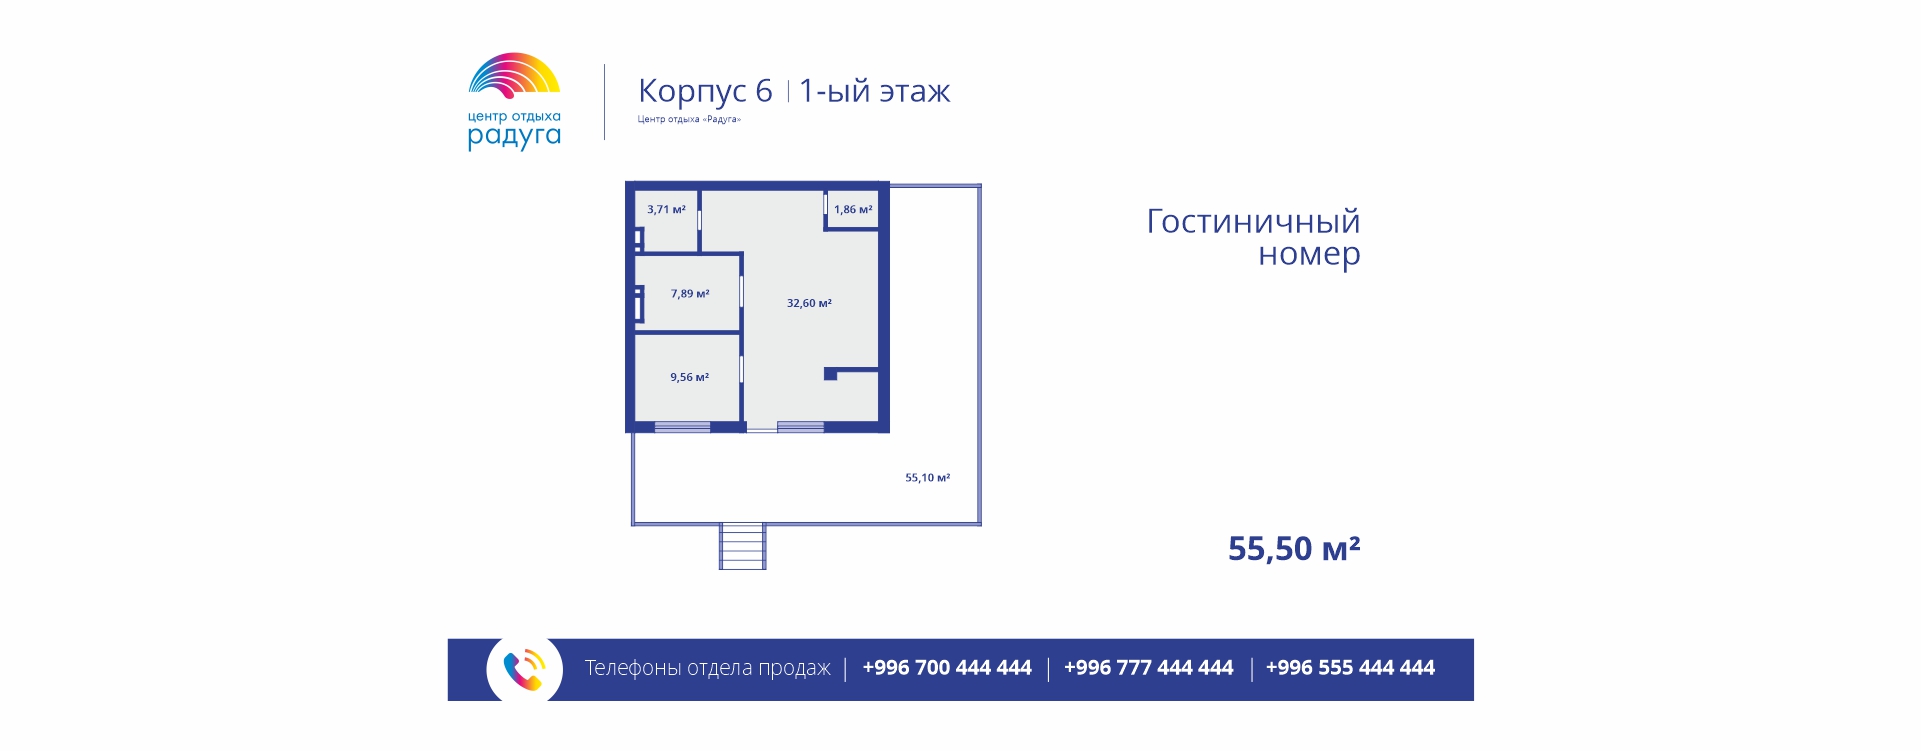 центр отдыха
радуга
Корпус 6 | 1-ый этаж
Центр отдыха «Радуга»
3,71 м²
1,86 м²
7,89 м²
32,60 м²
9,56 м²
55,10 м²
Гостиничный
номер
55,50 м²
Телефоны отдела продаж | +996 700 444 444 | +996 777 444 444 | +996 555 444 444